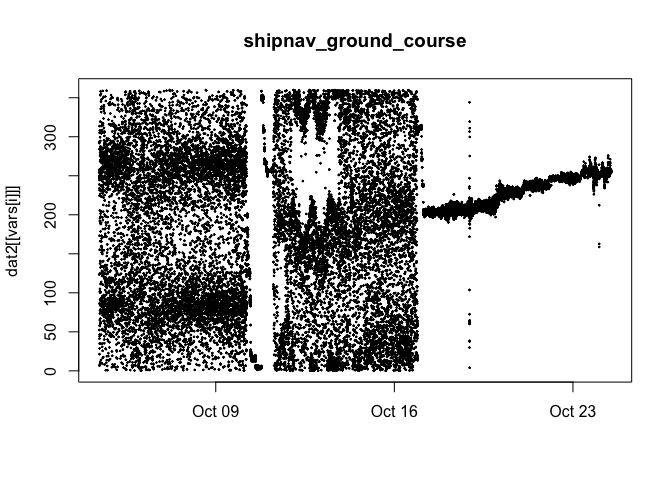 shipnav_ground_course
dat2[[vars[i]]]
300
200
100
50
0
Oct 09
Oct 16
Oct 23